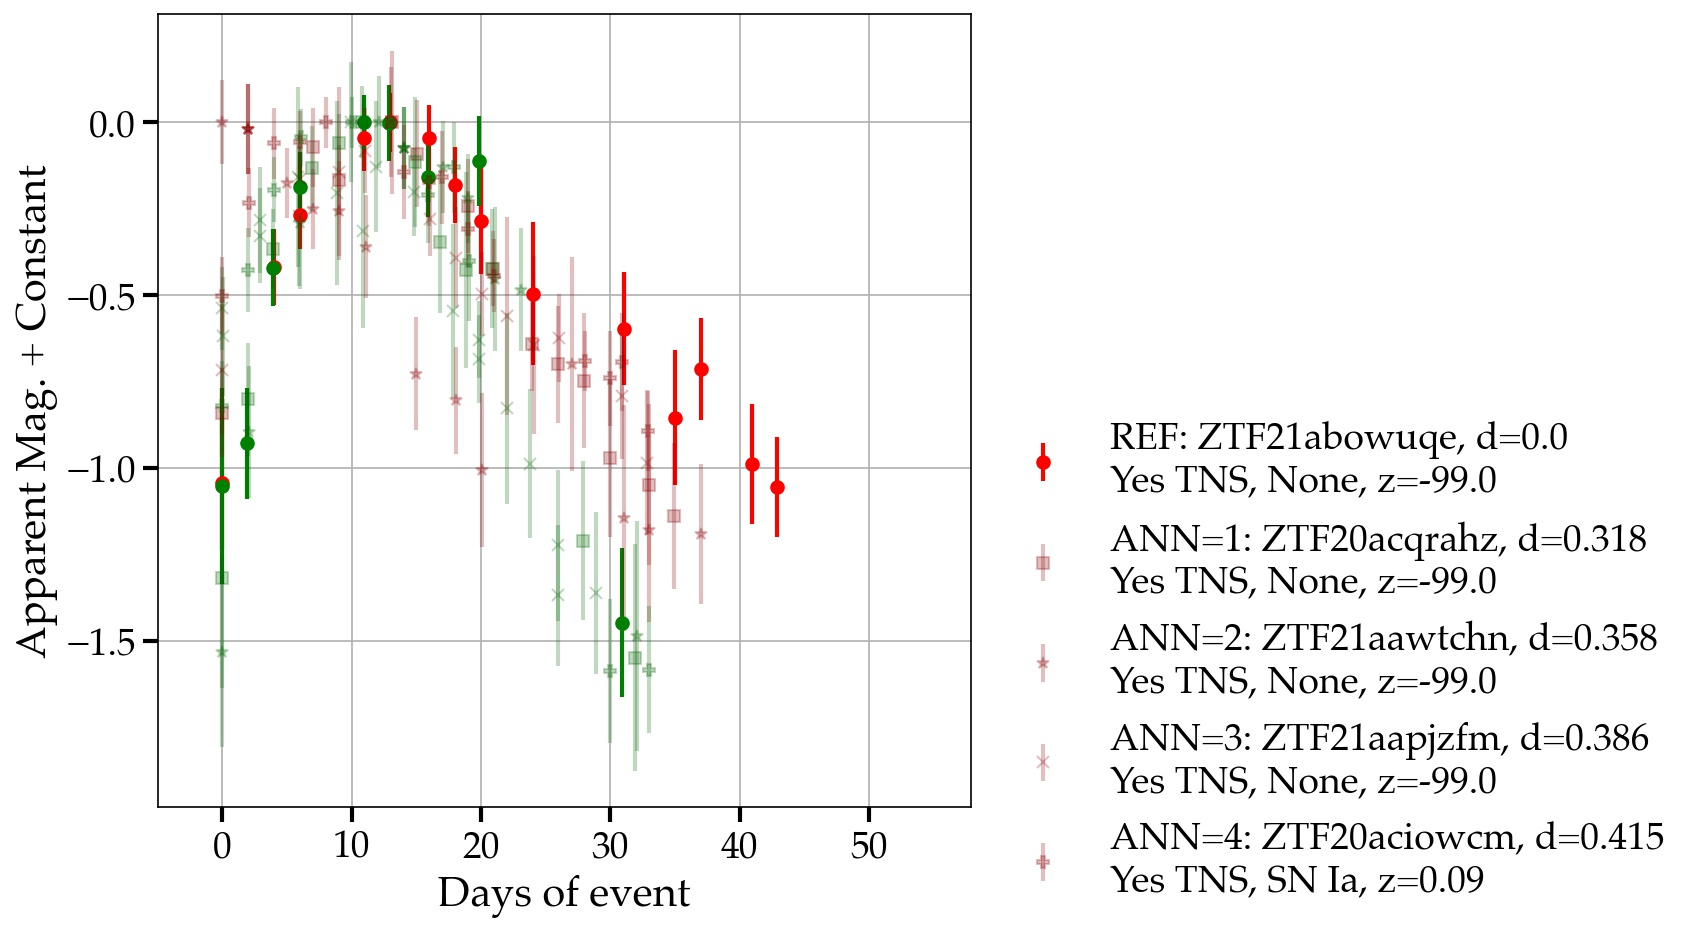 Apparent Mag. + Constant
0.0
−0.5
−1.0
−1.5
0 10 20 30 40 50
Days of event
REF: ZTF21abowuqe, d=0.0
Yes TNS, None, z=-99.0
ANN=1: ZTF20acqrahz, d=0.318
Yes TNS, None, z=-99.0
ANN=2: ZTF21aawtchn, d=0.358
Yes TNS, None, z=-99.0
ANN=3: ZTF21aapjzfm, d=0.386
Yes TNS, None, z=-99.0
ANN=4: ZTF20aciowcm, d=0.415
Yes TNS, SN Ia, z=0.09